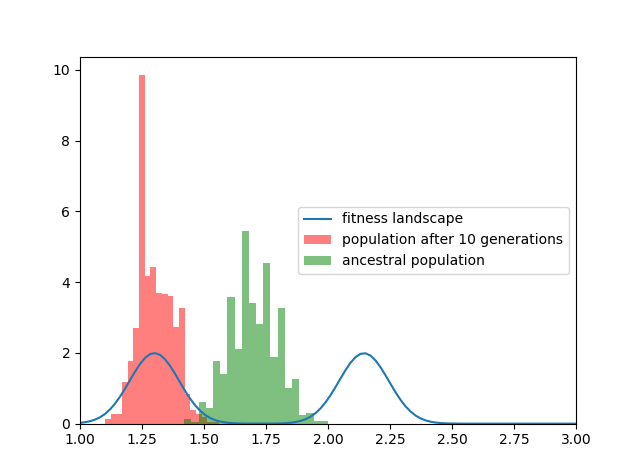 10
8
6
4
2
0
fitness landscape
population after 10 generations
ancestral population
1.00 1.25 1.50 1.75 2.00 2.25 2.50 2.75 3.00